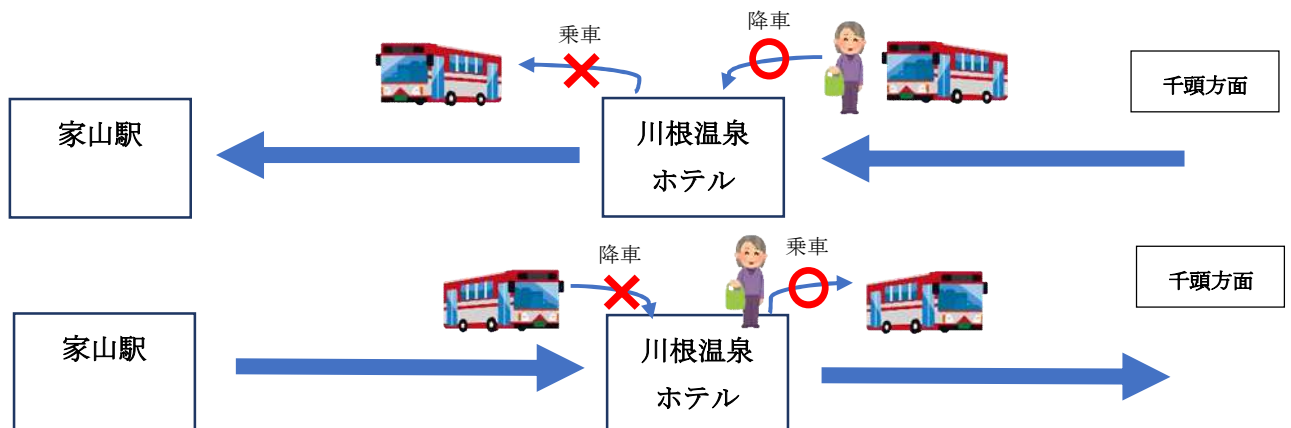 乗車
降車
千頭方面
家山駅
川根温泉
ホテル
降車
乗車
千頭方面
家山駅
川根温泉
ホテル